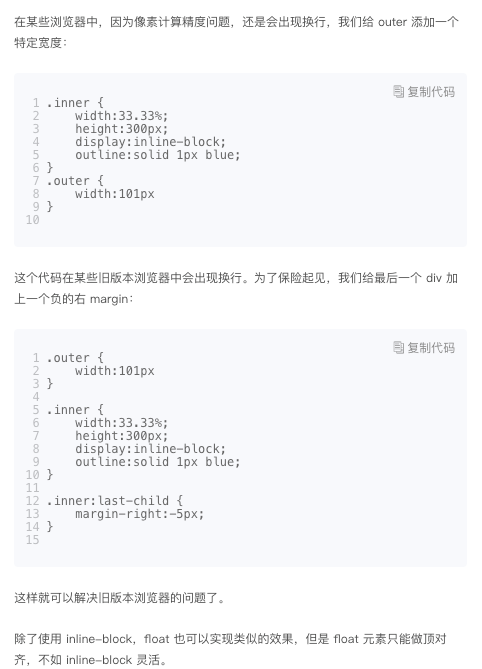 在某些浏览器中，因为像素计算精度问题，还是会出现换行，我们给 outer 添加一个
特定宽度：
复制代码
1 .inner {
2     width:33.33%;
3     height:300px;
4     display:inline-block;
5     outline:solid 1px blue;
6 }
7 .outer {
8     width:101px
9 }
10
这个代码在某些旧版本浏览器中会出现换行。为了保险起见，我们给最后一个 div 加
上一个负的右 margin：
复制代码
1 .outer {
2     width:101px
3 }
4
5 .inner {
6     width:33.33%;
7     height:300px;
8     display:inline-block;
9     outline:solid 1px blue;
10 }
11
12 .inner:last-child {
13     margin-right:-5px;
14 }
15
这样就可以解决旧版本浏览器的问题了。
除了使用 inline-block，float 也可以实现类似的效果，但是 float 元素只能做顶对
齐，不如 inline-block 灵活。